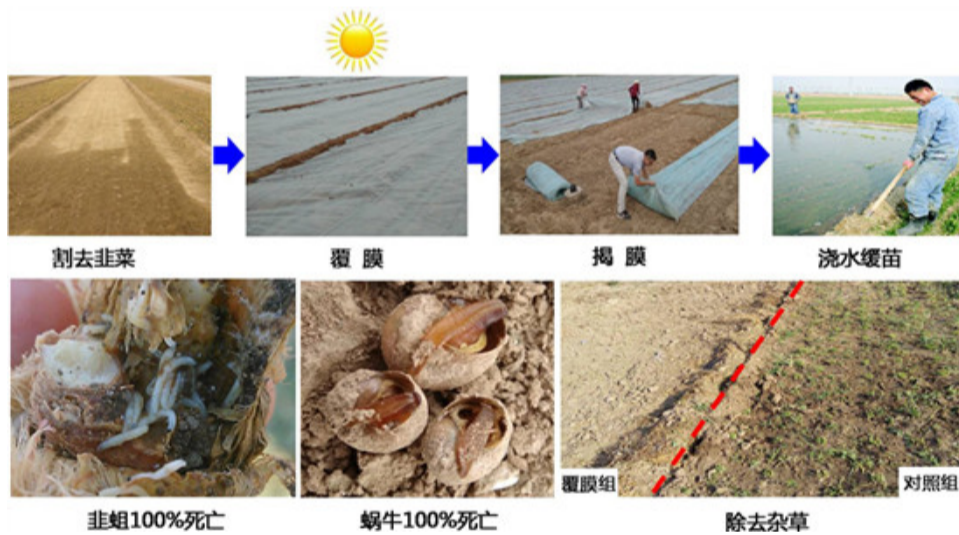 割去韭菜
覆 膜
揭 膜
浇水缓苗
覆膜组
对照组
韭蛆100%死亡
蜗牛100%死亡
除去杂草